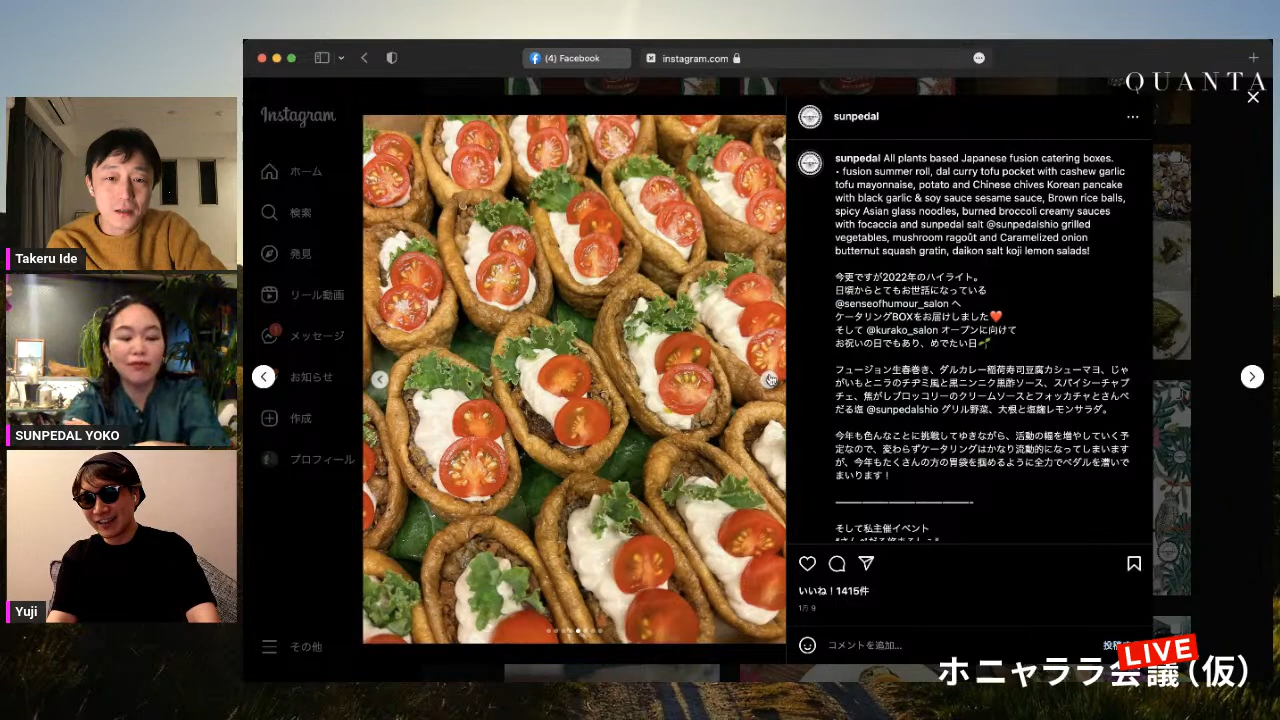 (4) Facebook
instagram.com
QUANTA
Instagram
ホーム
検索
発見
リール動画
メッセージ
お知らせ
作成
プロフィール
その他
Takeru Ide
SUNPEDAL YOKO
Yuji
sunpedal
sunpedal All plants based Japanese fusion catering boxes.
・fusion summer roll, dal curry tofu pocket with cashew garlic
tofu mayonnaise, potato and Chinese chives Korean pancake
with black garlic & soy sauce sesame sauce, Brown rice balls,
spicy Asian glass noodles, burned broccoli creamy sauces
with focaccia and sunpedal salt @sunpedalshio grilled
vegetables, mushroom ragoût and Caramelized onion
butternut squash gratin, daikon salt koji lemon salads!
今更ですが2022年のハイライト。
日頃からとてもお世話になっている
@senseofhumour_salon へ
ケータリングBOXをお届けしました❤️
そして @kurako_salon オープンに向けて
お祝いの日でもあり、めでたい日🌱
フュージョン生春巻き、ダルカレー稲荷寿司豆腐カシューマヨ、じゃ
がいもとニラのチヂミ風と黒ニンニク黒酢ソース、スパイシーチャプ
チェ、焦がしブロッコリーのクリームソースとフォッカチャとさんぺ
だる塩 @sunpedalshio グリル野菜、大根と塩麹レモンサラダ。
今年も色んなことに挑戦してゆきながら、活動の幅を増やしていく予
定なので、変わらずケータリングはかなり流動的になってしまいます
が、今年もたくさんの方の胃袋を掴めるように全力でペダルを漕いで
まいります！
そして私主催イベント
いいね！1415件
1月 9
コメントを追加...
LIVE
ホニャララ会議（仮）